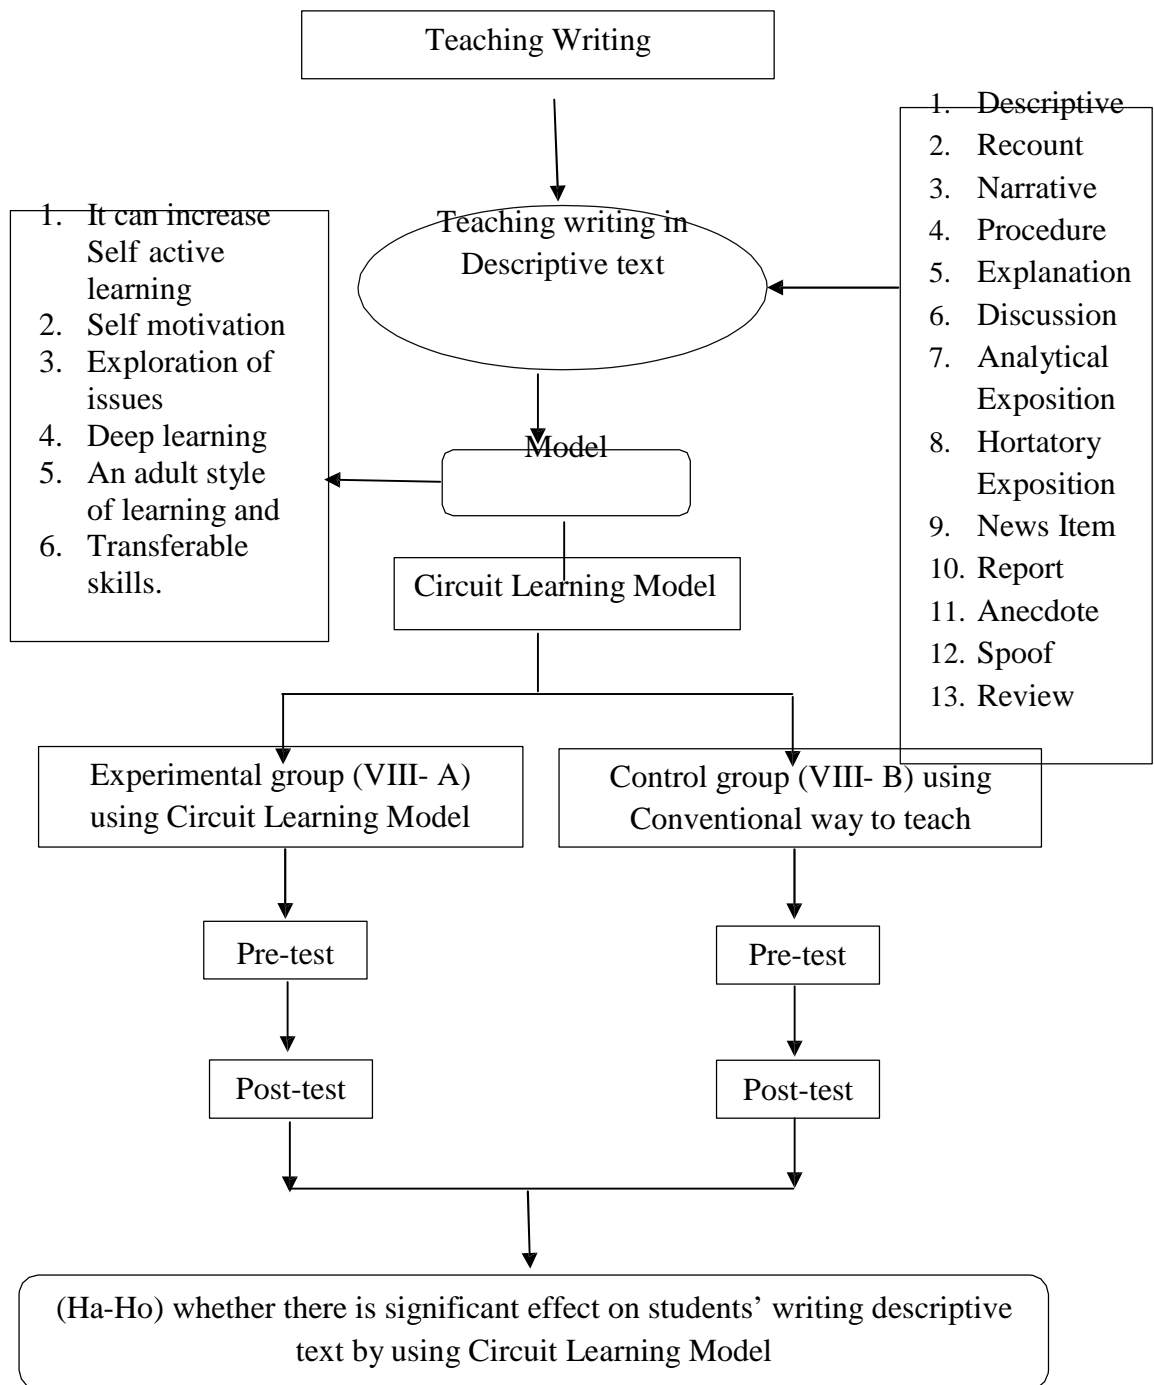 Teaching Writing
1. Descriptive
2. Recount
3. Narrative
4. Procedure
5. Explanation
6. Discussion
7. Analytical
Exposition
8. Hortatory
Exposition
9. News Item
10. Report
11. Anecdote
12. Spoof
13. Review
Teaching writing in
Descriptive text
1. It can increase
Self active
learning
2. Self motivation
3. Exploration of
issues
4. Deep learning
5. An adult style
of learning and
6. Transferable
skills.
Model
Circuit Learning Model
Experimental group (VIII- A)
using Circuit Learning Model
Control group (VIII- B) using
Conventional way to teach
Pre-test
Pre-test
Post-test
Post-test
(Ha-Ho) whether there is significant effect on students’ writing descriptive
text by using Circuit Learning Model